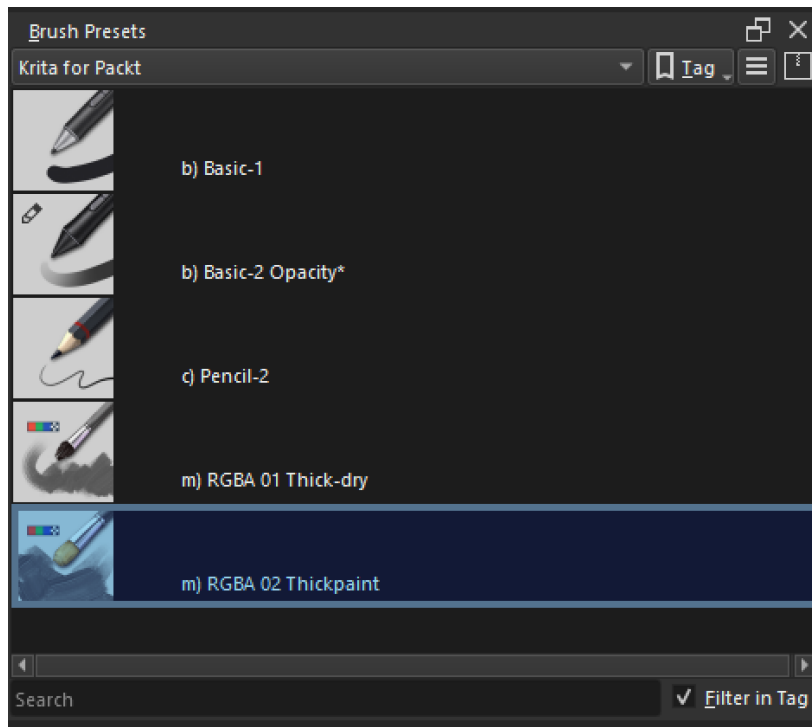 Brush Presets
Krita for Packt
Tag
b) Basic-1
b) Basic-2 Opacity*
c) Pencil-2
m) RGBA 01 Thick-dry
m) RGBA 02 Thickpaint
Search
Filter in Tag